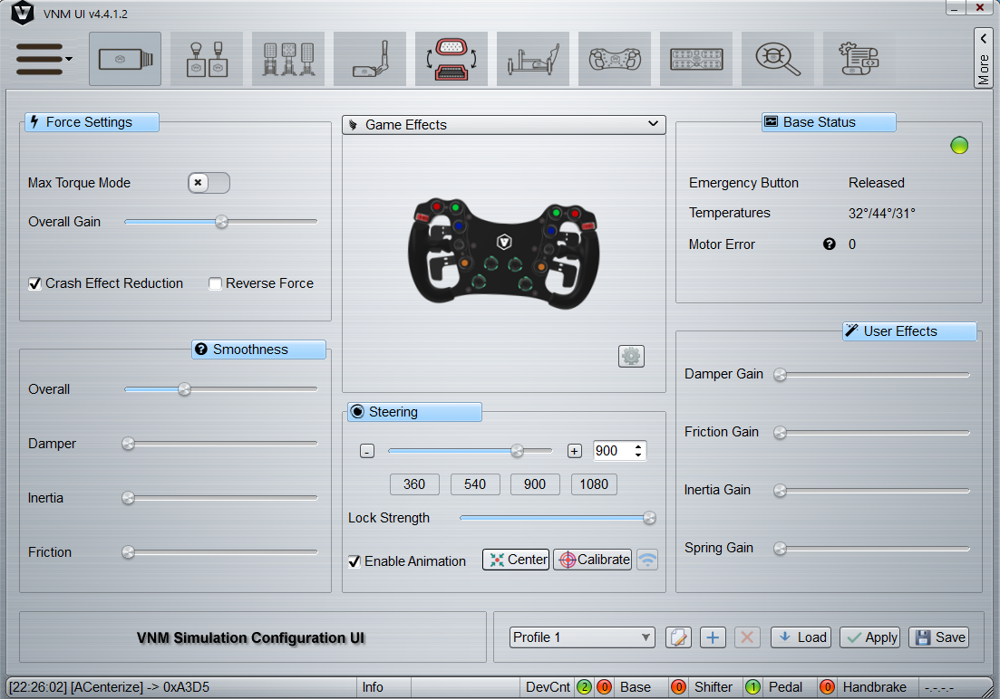 VNM UI v4.4.1.2
More
Force Settings
Max Torque Mode
Overall Gain
Crash Effect Reduction
Reverse Force
Smoothness
Overall
Damper
Inertia
Friction
Game Effects
Steering
-
+
900
360
540
900
1080
Lock Strength
Enable Animation
Center
Calibrate
Base Status
Emergency Button
Released
Temperatures
32°/44°/31°
Motor Error
0
User Effects
Damper Gain
Friction Gain
Inertia Gain
Spring Gain
VNM Simulation Configuration UI
Profile 1
Load
Apply
Save
[22:26:02] [ACenterize] -> 0xA3D5
Info
DevCnt
2
0
Base
0
Shifter
1
Pedal
0
Handbrake
-.-.-.-